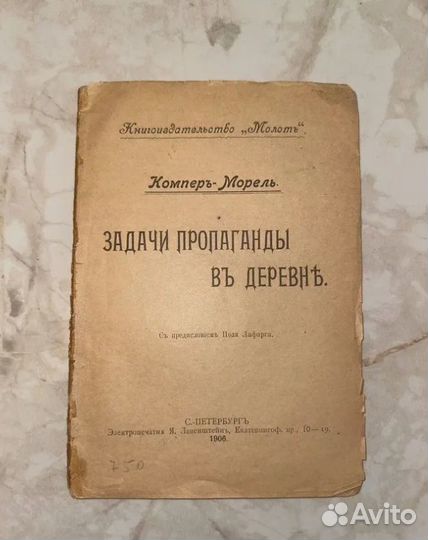 Книгоиздательство „Молотъ“.
Комперъ-Морель.
ЗАДАЧИ ПРОПАГАНДЫ
ВЪ ДЕРЕВНѢ.
Съ предисловіемъ Поля Лафарга.
С.-ПЕТЕРБУРГЪ
Электропечатня Я. Левенштейнъ, Екатерингоф. пр., 10—19.
1906.
750
Avito